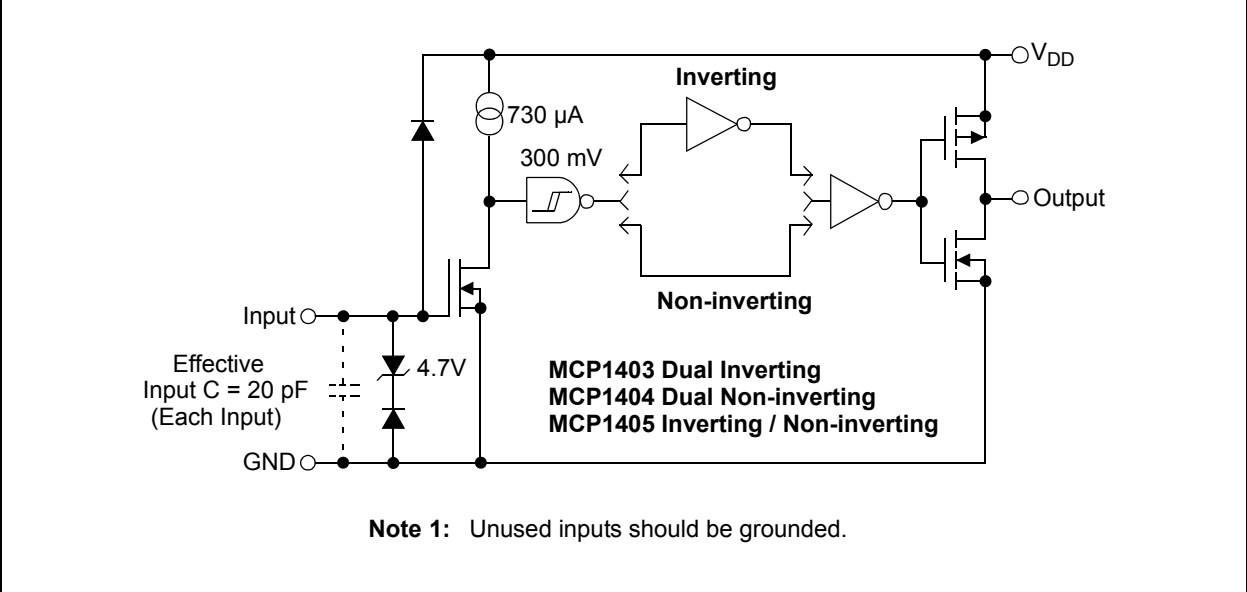 V_DD
Inverting
730 µA
300 mV
Output
Non-inverting
Input
Effective
Input C = 20 pF
(Each Input)
4.7V
MCP1403 Dual Inverting
MCP1404 Dual Non-inverting
MCP1405 Inverting / Non-inverting
GND
Note 1: Unused inputs should be grounded.